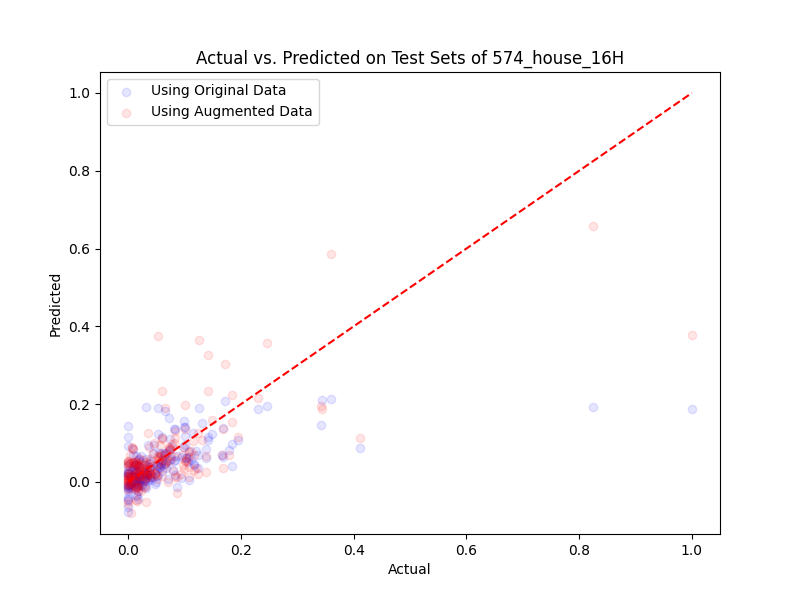 Actual vs. Predicted on Test Sets of 574_house_16H
Using Original Data
Using Augmented Data
1.0
0.8
0.6
0.4
0.2
0.0
Predicted
0.0 0.2 0.4 0.6 0.8 1.0
Actual